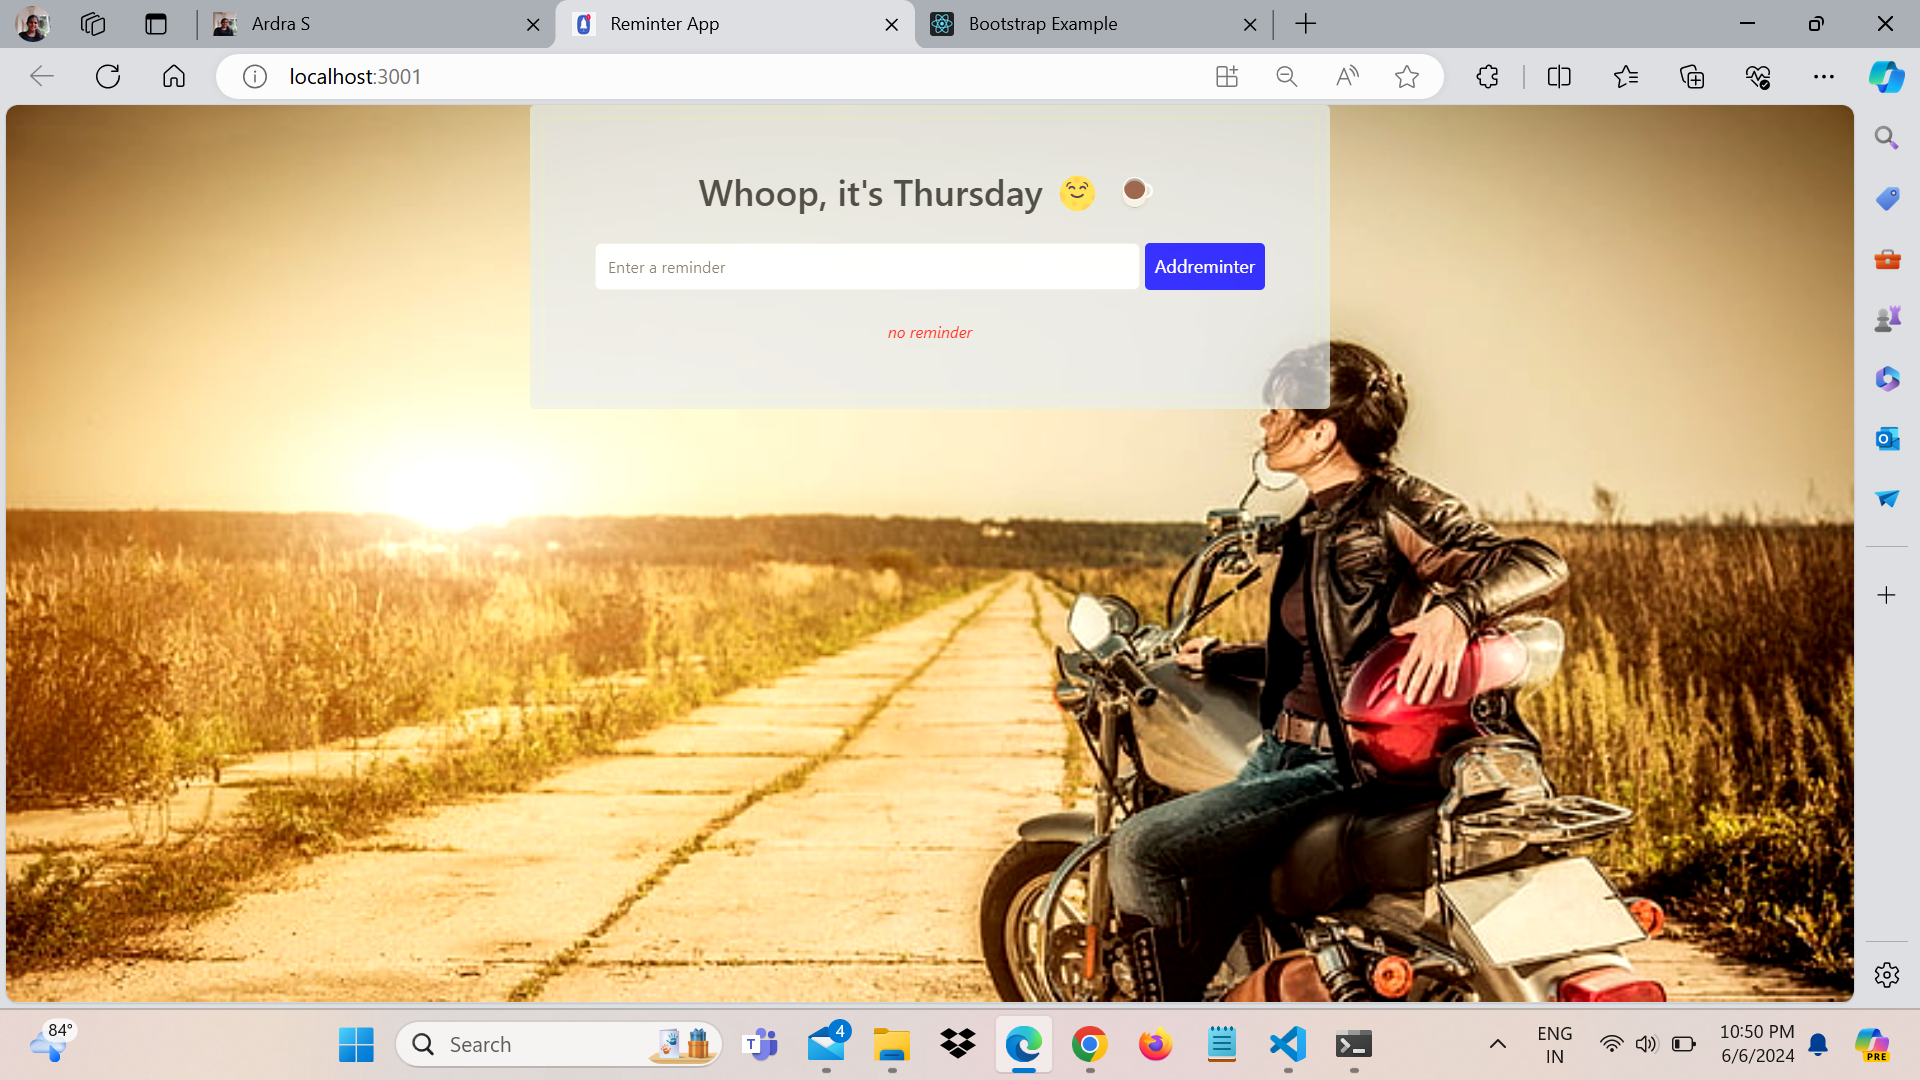 Ardra S
Reminter App
Bootstrap Example
localhost:3001
Whoop, it's Thursday 😌 ☕
Enter a reminder
Addreminter
no reminder
84°
Search
4
ENG
IN
10:50 PM
6/6/2024
PRE